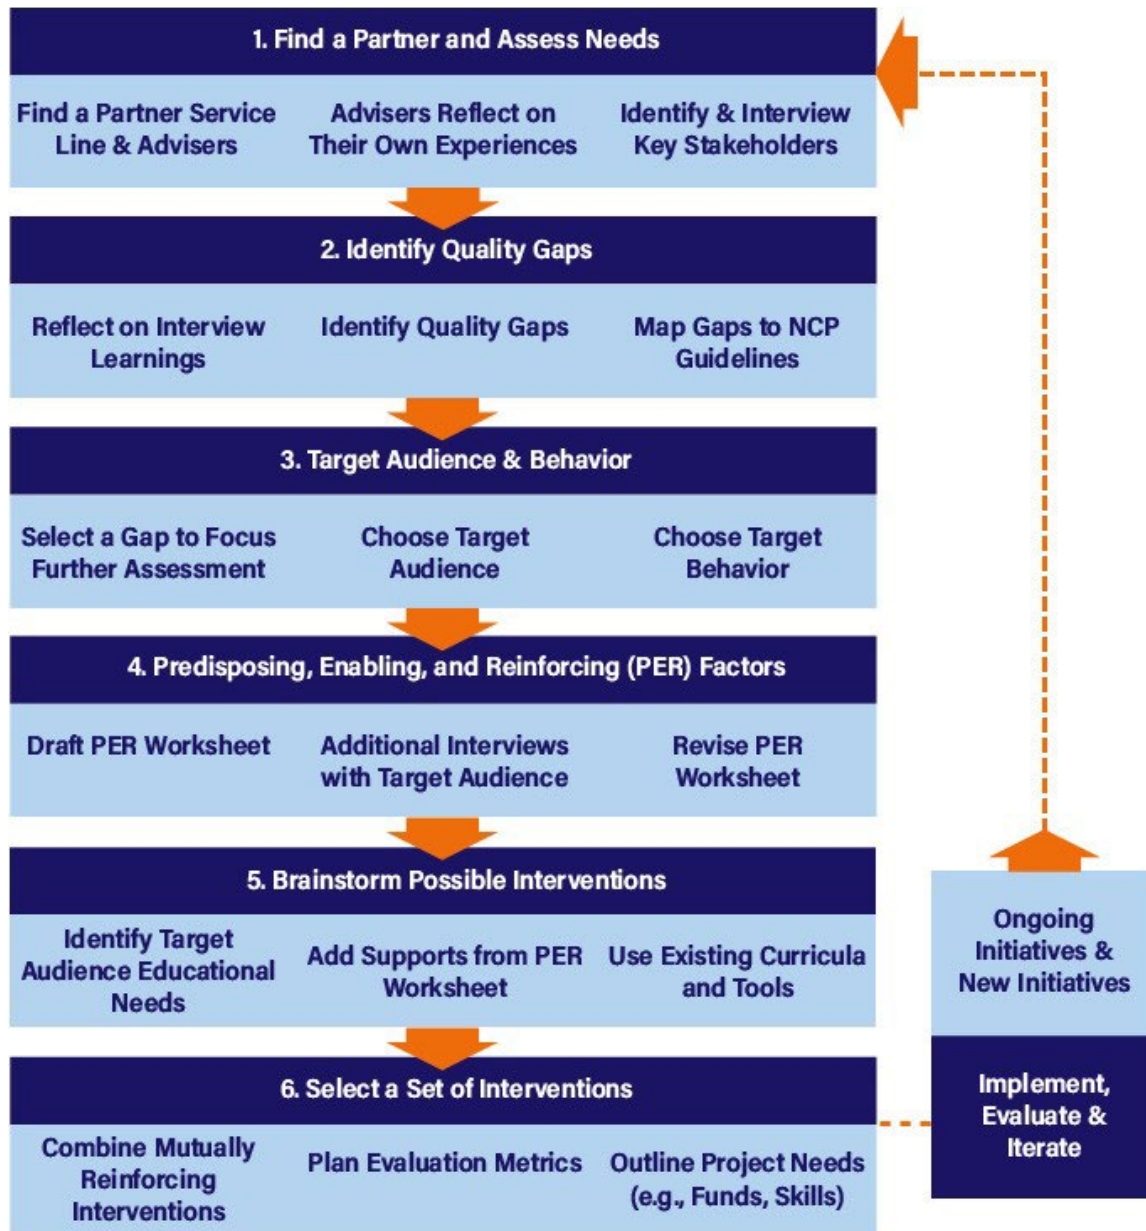 1. Find a Partner and Assess Needs
Find a Partner Service
Line & Advisers
Advisers Reflect on
Their Own Experiences
Identify & Interview
Key Stakeholders
2. Identify Quality Gaps
Reflect on Interview
Learnings
Identify Quality Gaps
Map Gaps to NCP
Guidelines
3. Target Audience & Behavior
Select a Gap to Focus
Further Assessment
Choose Target
Audience
Choose Target
Behavior
4. Predisposing, Enabling, and Reinforcing (PER) Factors
Draft PER Worksheet
Additional Interviews
with Target Audience
Revise PER
Worksheet
5. Brainstorm Possible Interventions
Identify Target
Audience Educational
Needs
Add Supports from PER
Worksheet
Use Existing Curricula
and Tools
6. Select a Set of Interventions
Combine Mutually
Reinforcing
Interventions
Plan Evaluation Metrics
Outline Project Needs
(e.g., Funds, Skills)
Ongoing
Initiatives &
New Initiatives
Implement,
Evaluate &
Iterate